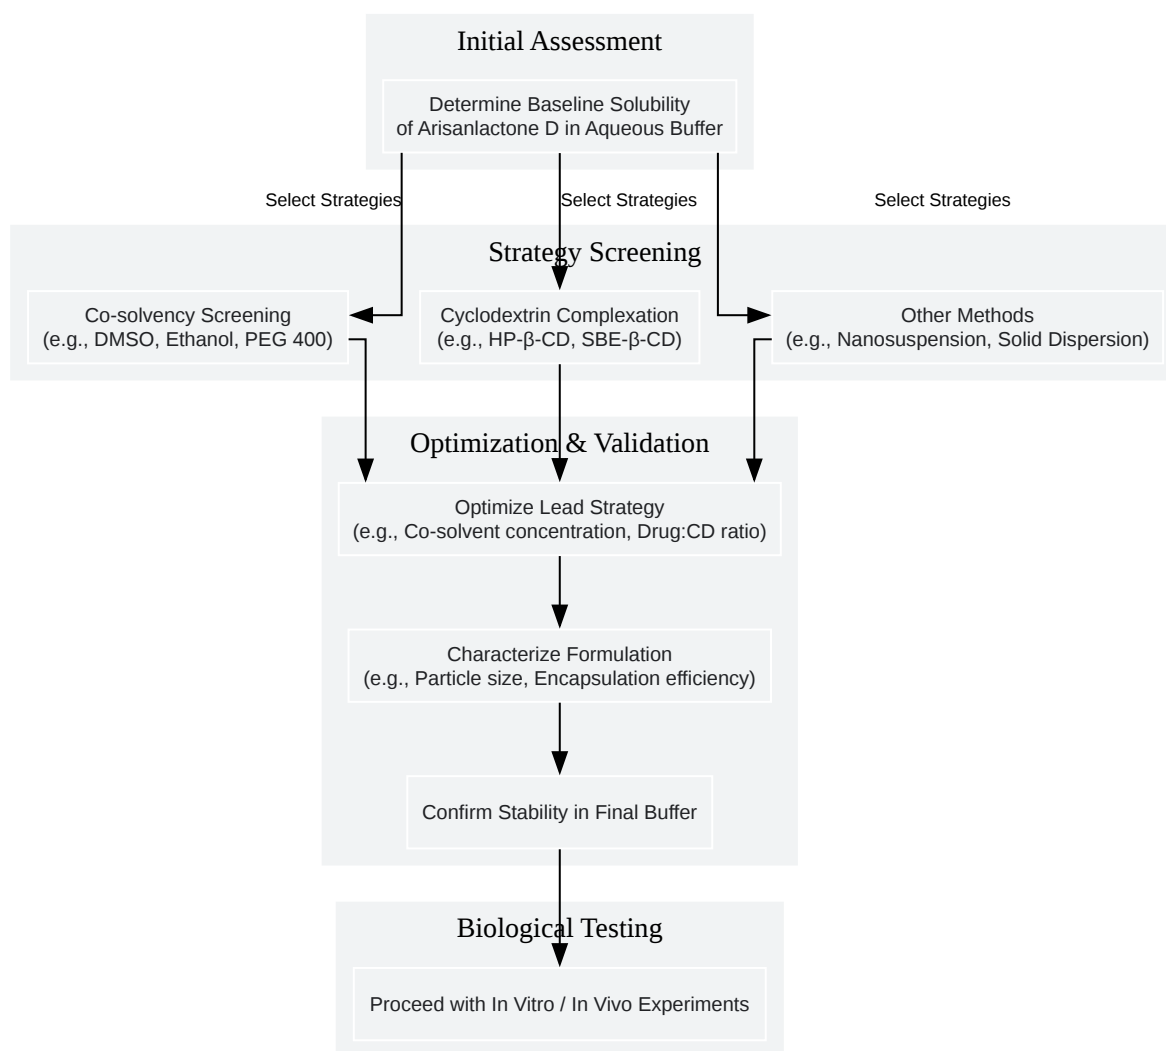 Initial Assessment
Determine Baseline Solubility
of Arisanlactone D in Aqueous Buffer
Select Strategies
Select Strategies
Select Strategies
Strategy Screening
Co-solvency Screening
(e.g., DMSO, Ethanol, PEG 400)
Cyclodextrin Complexation
(e.g., HP-β-CD, SBE-β-CD)
Other Methods
(e.g., Nanosuspension, Solid Dispersion)
Optimization & Validation
Optimize Lead Strategy
(e.g., Co-solvent concentration, Drug:CD ratio)
Characterize Formulation
(e.g., Particle size, Encapsulation efficiency)
Confirm Stability in Final Buffer
Biological Testing
Proceed with In Vitro / In Vivo Experiments